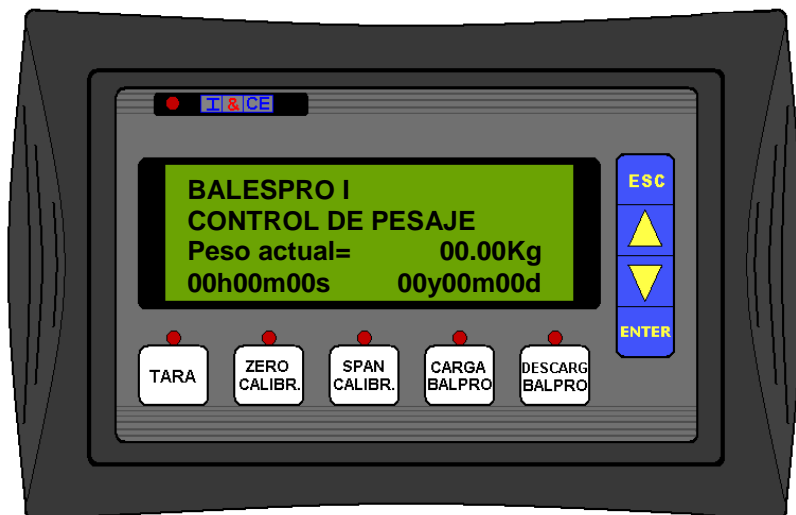 I&CE
BALESPRO I
CONTROL DE PESAJE
Peso actual= 00.00Kg
00h00m00s 00y00m00d
ESC
ENTER
TARA
ZERO
CALIBR.
SPAN
CALIBR.
CARGA
BALPRO
DESCARG
BALPRO